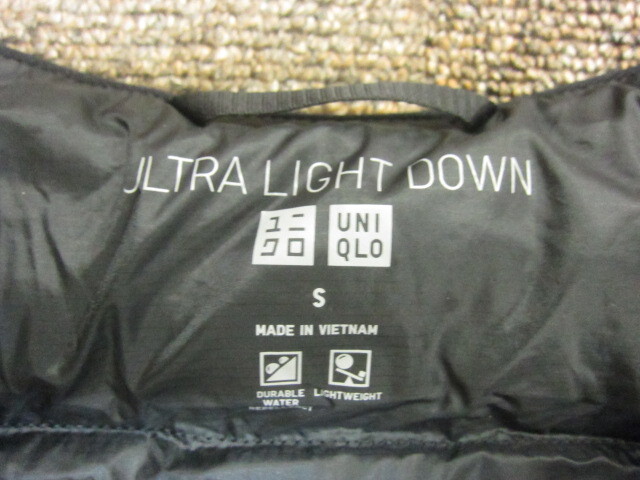 ULTRA LIGHT DOWN
ユニ UNI
クロ QLO
S
MADE IN VIETNAM
DURABLE LIGHTWEIGHT
WATER